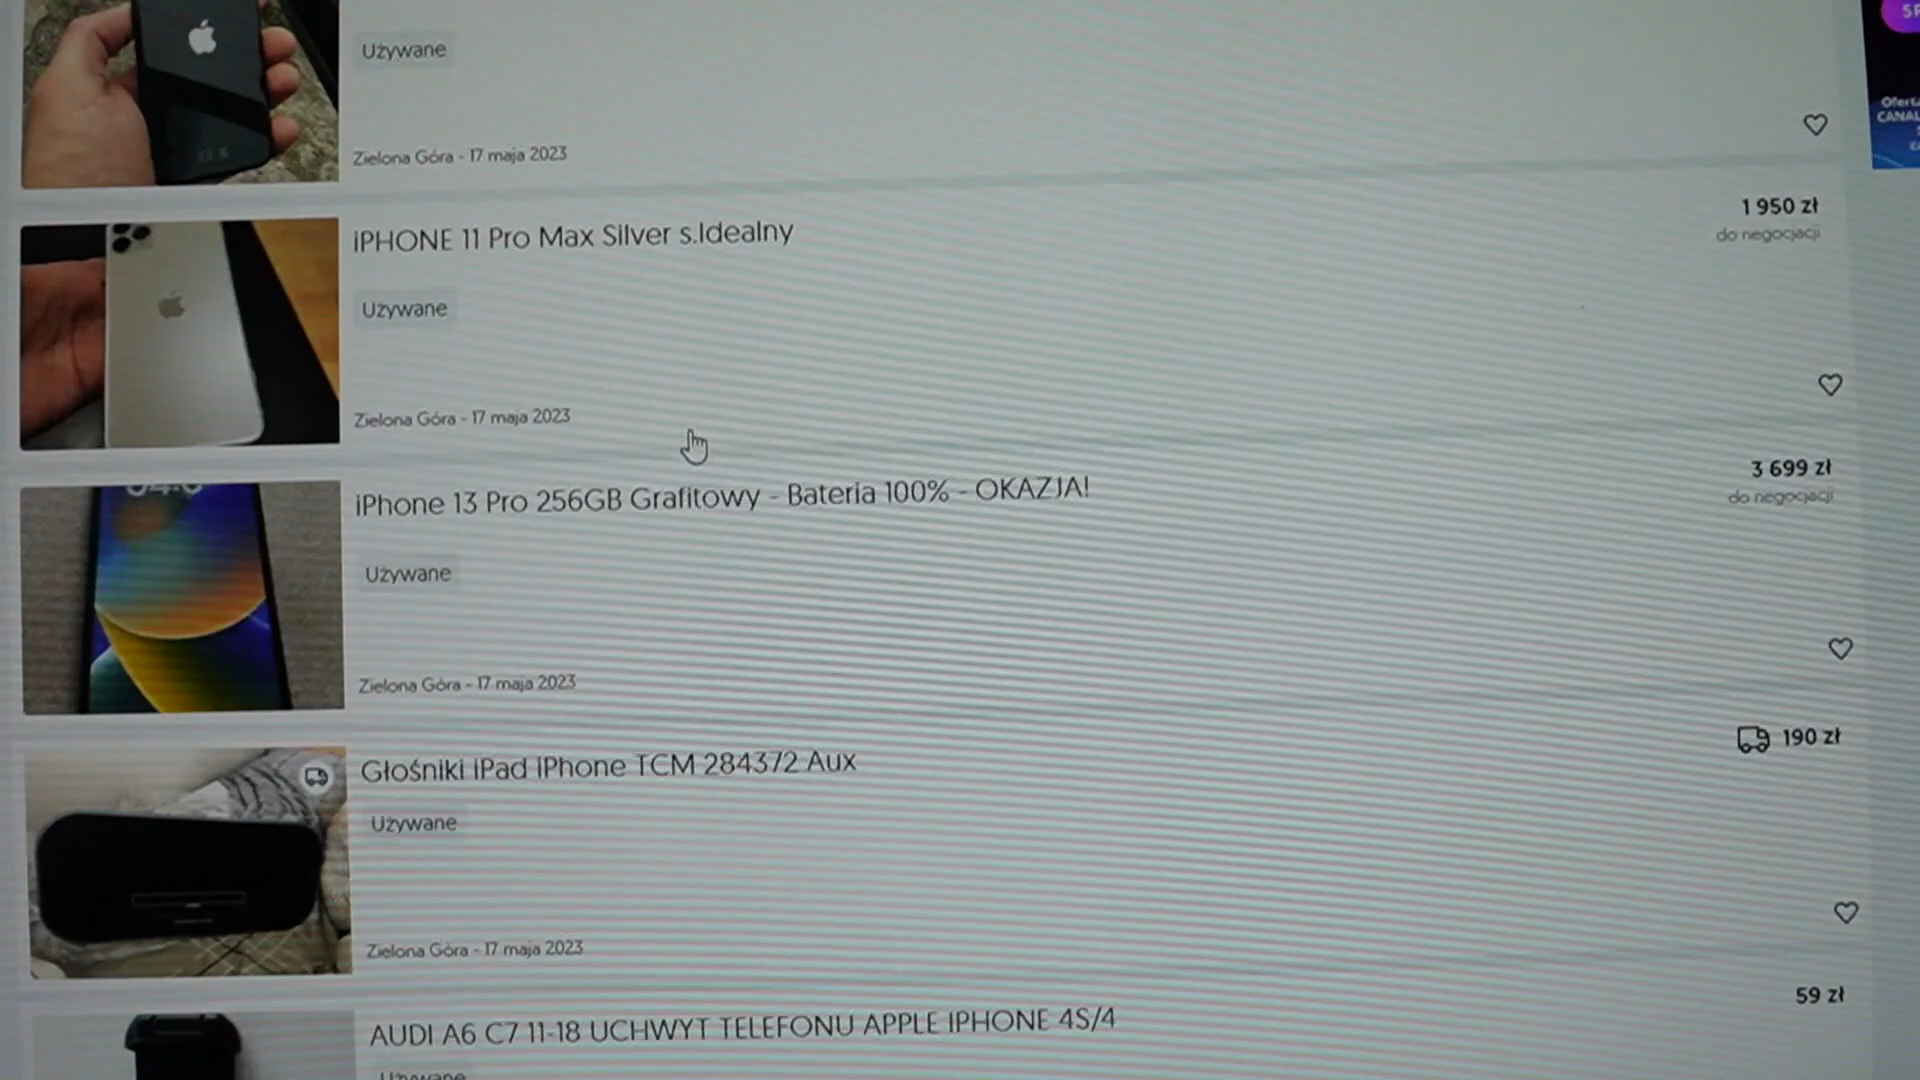 Używane
Zielona Góra - 17 maja 2023
iPHONE 11 Pro Max Silver s.Idealny
1 950 zł
do negocjacji
Używane
Zielona Góra - 17 maja 2023
iPhone 13 Pro 256GB Grafitowy - Bateria 100% - OKAZJA!
3 699 zł
do negocjacji
Używane
Zielona Góra - 17 maja 2023
Głośniki iPad iPhone TCM 284372 Aux
190 zł
Używane
Zielona Góra - 17 maja 2023
AUDI A6 C7 11-18 UCHWYT TELEFONU APPLE IPHONE 4S/4
59 zł
Używane